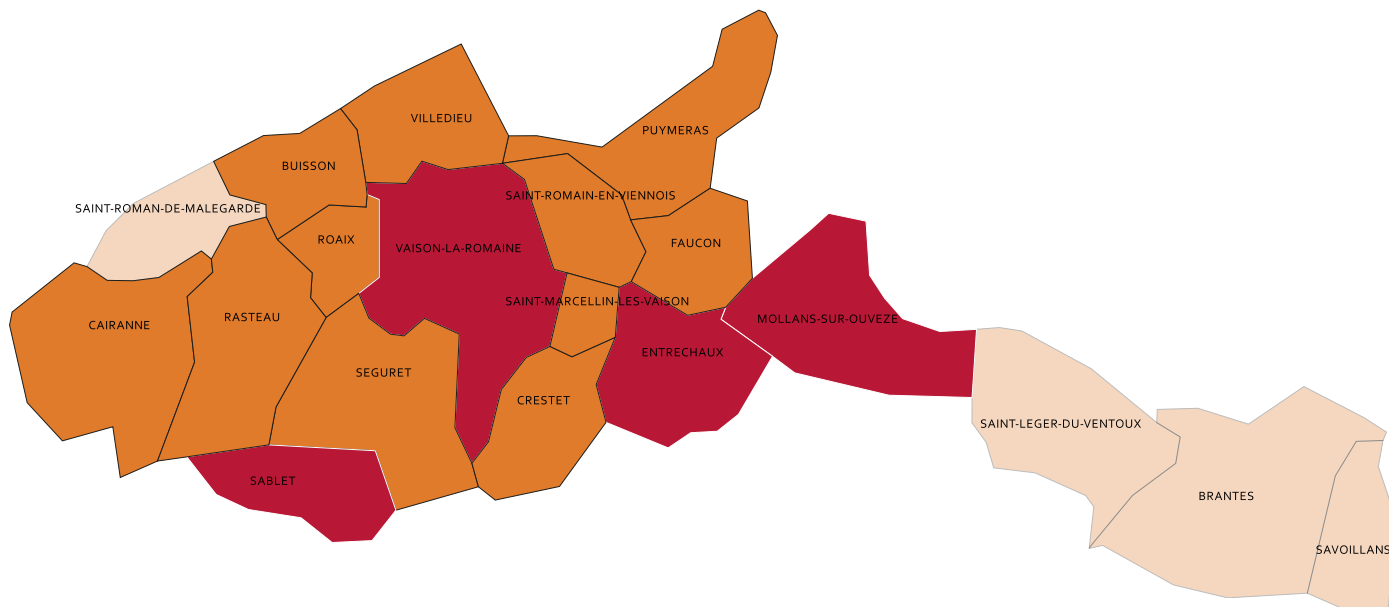 VILLEDIEU
PUYMERAS
BUISSON
SAINT-ROMAIN-EN-VIENNOIS
SAINT-ROMAN-DE-MALEGARDE
ROAIX
FAUCON
VAISON-LA-ROMAINE
SAINT-MARCELLIN-LES-VAISON
RASTEAU
MOLLANS-SUR-OUVEZE
CAIRANNE
ENTRECHAUX
SEGURET
CRESTET
SAINT-LEGER-DU-VENTOUX
SABLET
BRANTES
SAVOILLANS